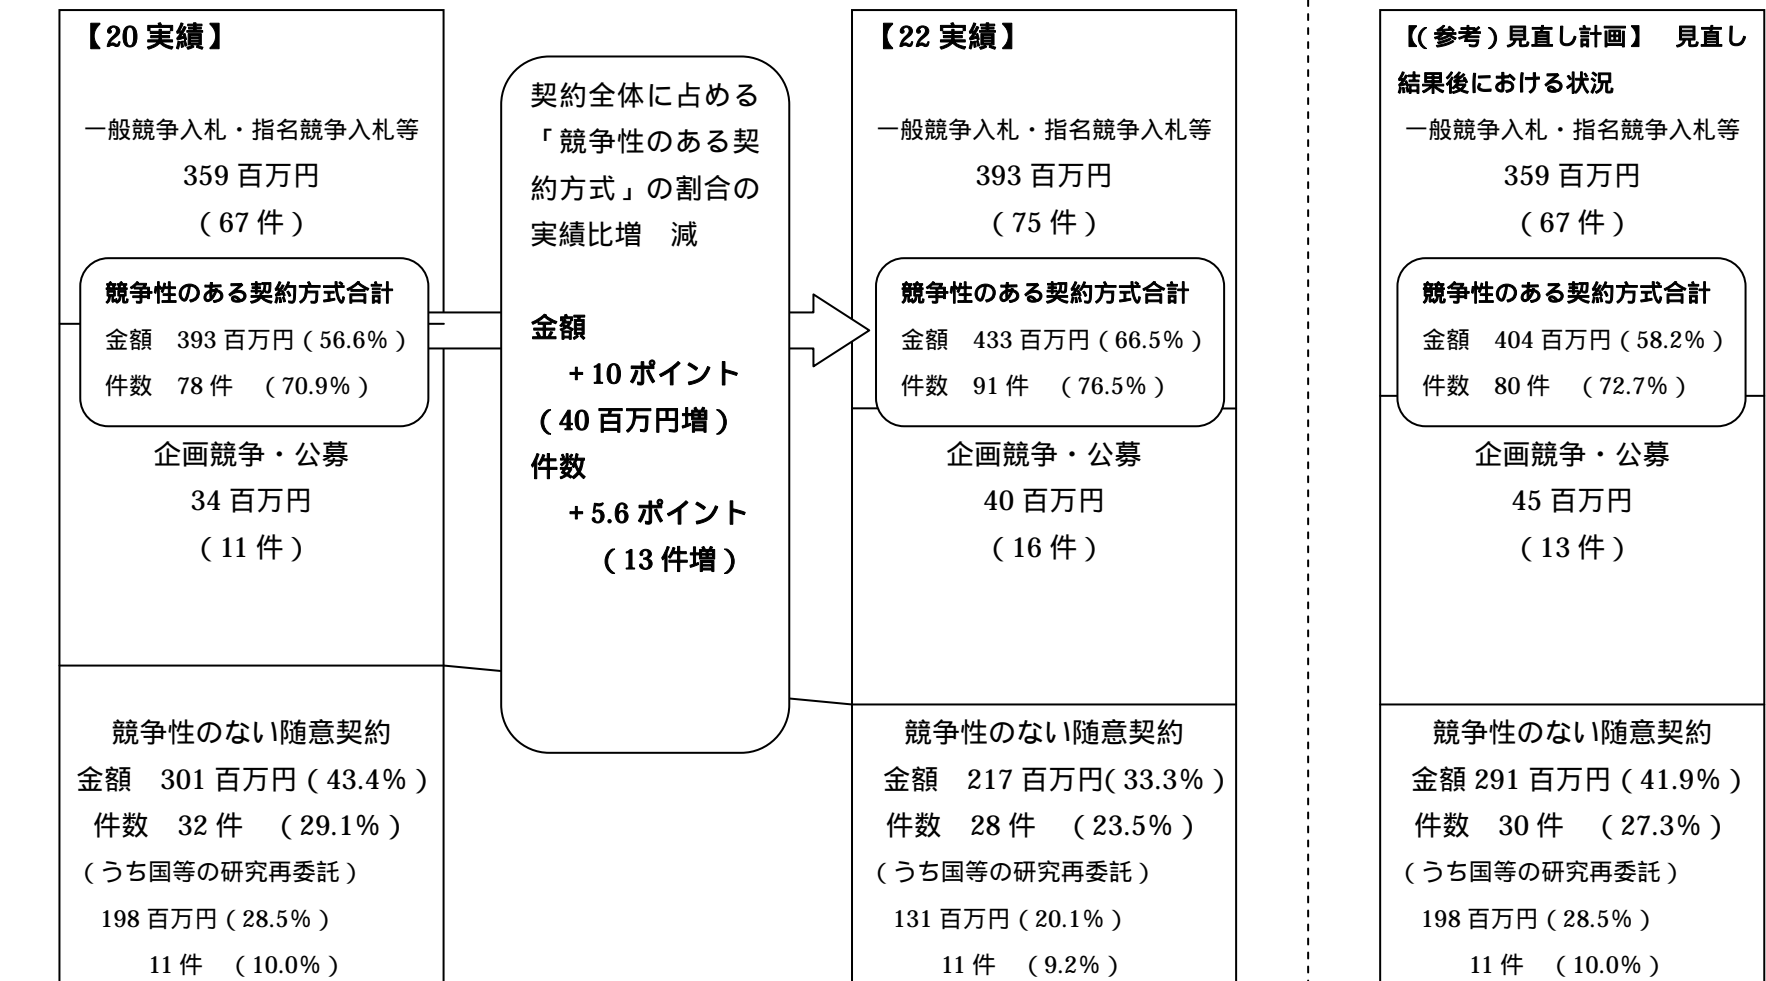 【20 実績】
一般競争入札・指名競争入札等
359 百万円
（67 件）
競争性のある契約方式合計
金額　393 百万円（56.6%）
件数　78 件　（70.9%）
企画競争・公募
34 百万円
（11 件）
競争性のない随意契約
金額　301 百万円（43.4%）
件数　32 件　（29.1%）
（うち国等の研究再委託）
198 百万円（28.5%）
11 件　（10.0%）
契約全体に占める
「競争性のある契
約方式」の割合の
実績比増　減
金額
+ 10 ポイント
（40 百万円増）
件数
+ 5.6 ポイント
（13 件増）
【22 実績】
一般競争入札・指名競争入札等
393 百万円
（75 件）
競争性のある契約方式合計
金額　433 百万円（66.5%）
件数　91 件　（76.5%）
企画競争・公募
40 百万円
（16 件）
競争性のない随意契約
金額　217 百万円（33.3%）
件数　28 件　（23.5%）
（うち国等の研究再委託）
131 百万円（20.1%）
11 件　（9.2%）
【（参考）見直し計画】　見直し
結果後における状況
一般競争入札・指名競争入札等
359 百万円
（67 件）
競争性のある契約方式合計
金額　404 百万円（58.2%）
件数　80 件　（72.7%）
企画競争・公募
45 百万円
（13 件）
競争性のない随意契約
金額 291 百万円（41.9%）
件数　30 件　（27.3%）
（うち国等の研究再委託）
198 百万円（28.5%）
11 件　（10.0%）